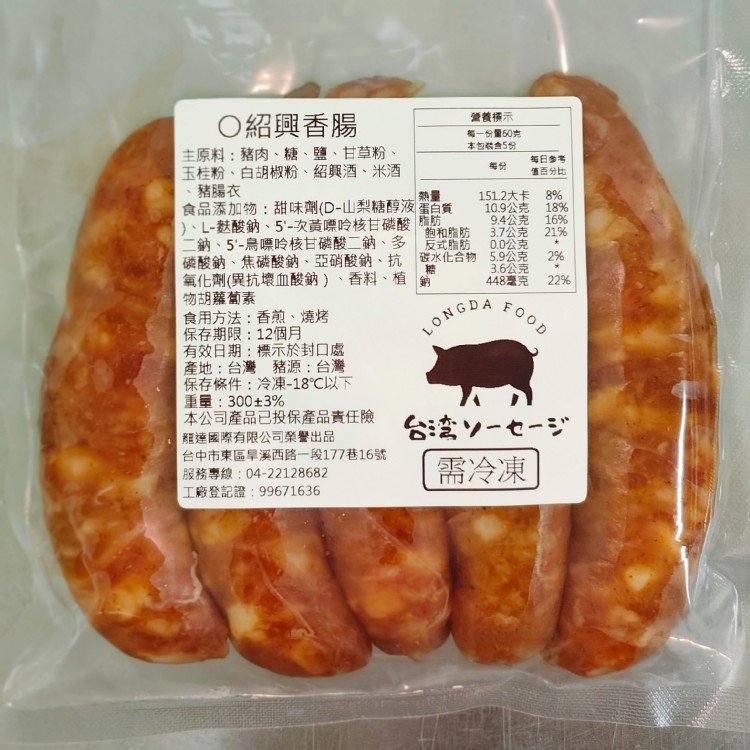 〇紹興香腸
主原料：豬肉、糖、鹽、甘草粉、
玉桂粉、白胡椒粉、紹興酒、米酒
、豬腸衣
食品添加物：甜味劑(D-山梨糖醇液
)、L-麩酸鈉、5'-次黃嘌呤核甘磷酸
二鈉、5'-鳥嘌呤核甘磷酸二鈉、多
磷酸鈉、焦磷酸鈉、亞硝酸鈉、抗
氧化劑(異抗壞血酸鈉)、香料、植
物胡蘿蔔素
食用方法：香煎、燒烤
保存期限：12個月
有效日期：標示於封口處
產地：台灣　豬源：台灣
保存條件：冷凍-18℃以下
重量：300±3%
本公司產品已投保產品責任險
龍達國際有限公司榮譽出品
台中市東區旱溪西路一段177巷16號
服務專線：04-22128682
工廠登記證：99671636
營養標示
每一份量60克
本包裝含5份
每份 每日參考
值百分比
熱量 151.2大卡 8%
蛋白質 10.9公克 18%
脂肪 9.4公克 16%
飽和脂肪 3.7公克 21%
反式脂肪 0.0公克 *
碳水化合物 5.9公克 2%
糖 3.6公克 *
鈉 448毫克 22%
LONGDA FOOD
台湾ソーセージ
需冷凍